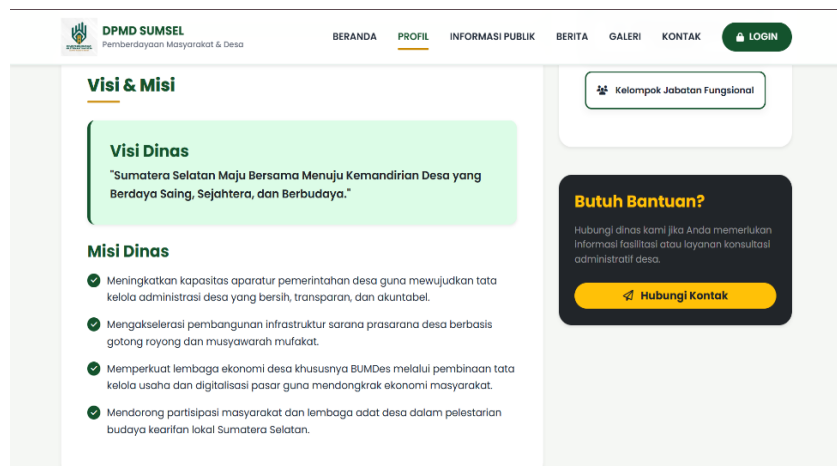 DPMD SUMSEL
Pemberdayaan Masyarakat & Desa
BERANDA
PROFIL
INFORMASI PUBLIK
BERITA
GALERI
KONTAK
LOGIN
Visi & Misi
Visi Dinas
"Sumatera Selatan Maju Bersama Menuju Kemandirian Desa yang
Berdaya Saing, Sejahtera, dan Berbudaya."
Misi Dinas
Meningkatkan kapasitas aparatur pemerintahan desa guna mewujudkan tata
kelola administrasi desa yang bersih, transparan, dan akuntabel.
Mengakselerasi pembangunan infrastruktur sarana prasarana desa berbasis
gotong royong dan musyawarah mufakat.
Memperkuat lembaga ekonomi desa khususnya BUMDes melalui pembinaan tata
kelola usaha dan digitalisasi pasar guna mendongkrak ekonomi masyarakat.
Mendorong partisipasi masyarakat dan lembaga adat desa dalam pelestarian
budaya kearifan lokal Sumatera Selatan.
Kelompok Jabatan Fungsional
Butuh Bantuan?
Hubungi dinas kami jika Anda memerlukan
informasi fasilitasi atau layanan konsultasi
administratif desa.
Hubungi Kontak